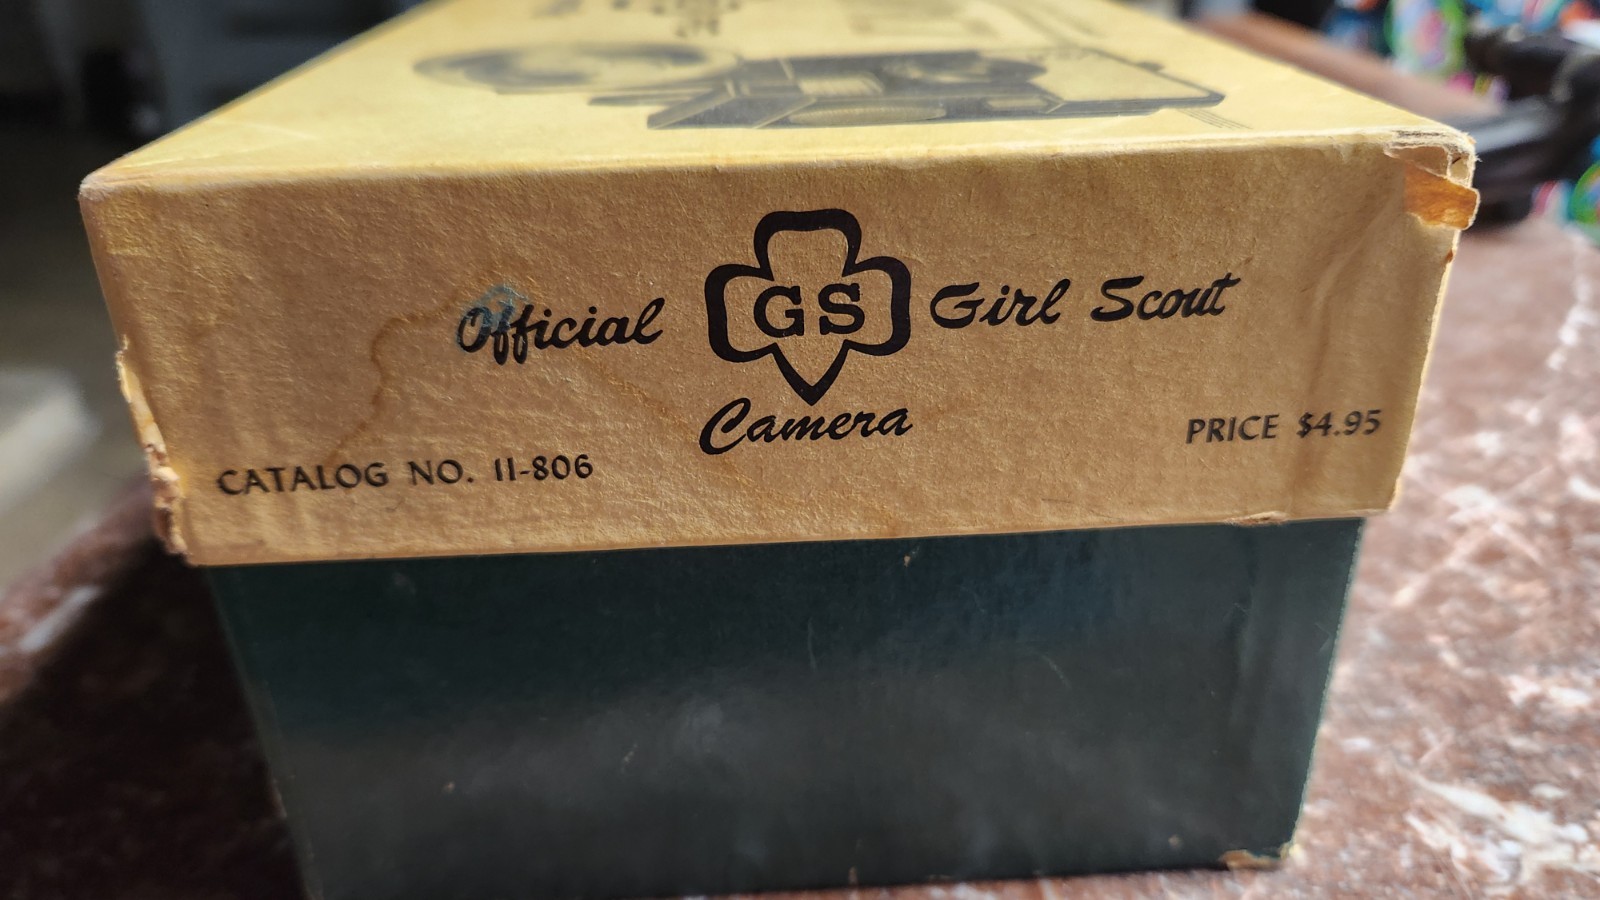 Official GS Girl Scout
Camera
CATALOG NO. 11-806
PRICE $4.95